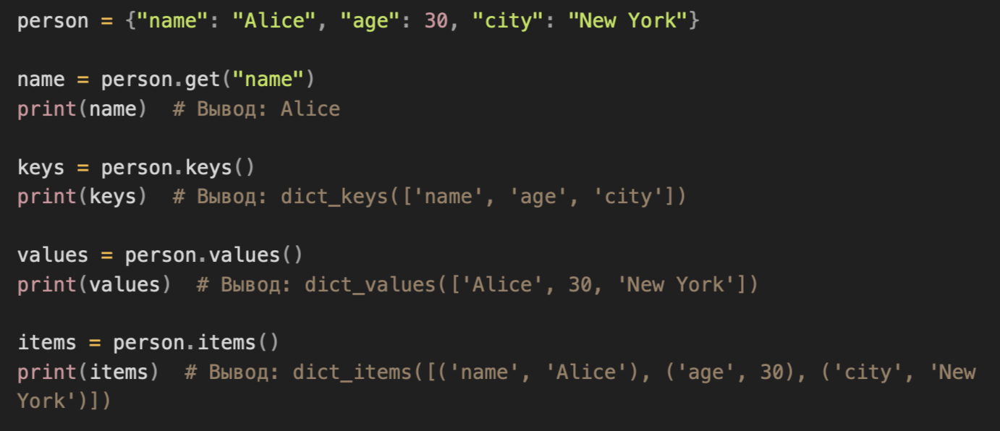 person = {"name": "Alice", "age": 30, "city": "New York"}
name = person.get("name")
print(name)  # Вывод: Alice
keys = person.keys()
print(keys)  # Вывод: dict_keys(['name', 'age', 'city'])
values = person.values()
print(values)  # Вывод: dict_values(['Alice', 30, 'New York'])
items = person.items()
print(items)  # Вывод: dict_items([('name', 'Alice'), ('age', 30), ('city', 'New
York')])